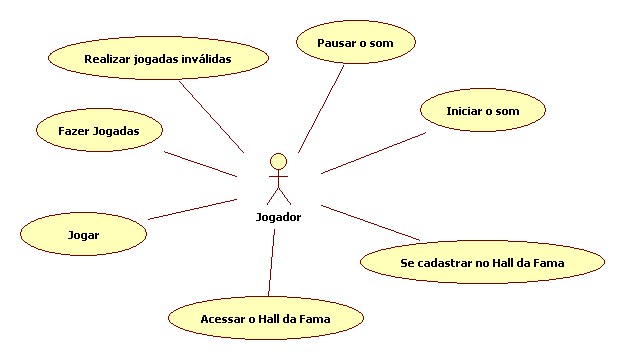 Pausar o som
Realizar jogadas inválidas
Iniciar o som
Fazer Jogadas
Jogador
Jogar
Se cadastrar no Hall da Fama
Acessar o Hall da Fama